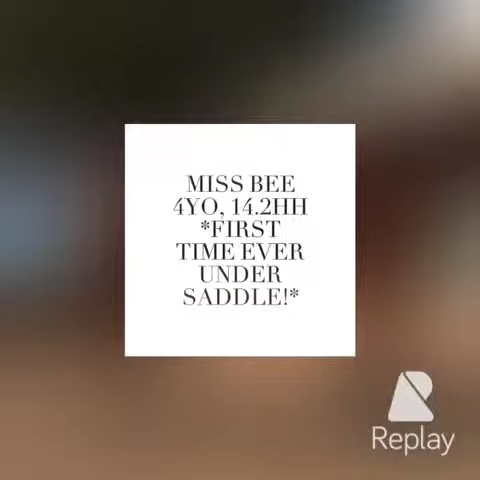 MISS BEE
4YO, 14.2HH
*FIRST
TIME EVER
UNDER
SADDLE!*
Replay